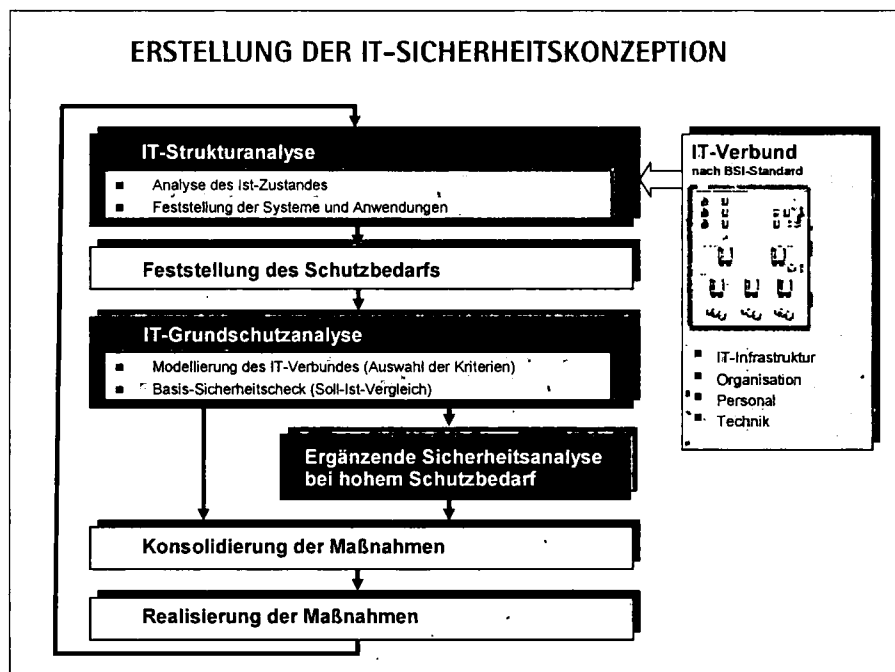 ERSTELLUNG DER IT-SICHERHEITSKONZEPTION
IT-Strukturanalyse
■ Analyse des Ist-Zustandes
■ Feststellung der Systeme und Anwendungen
Feststellung des Schutzbedarfs
IT-Grundschutzanalyse
■ Modellierung des IT-Verbundes (Auswahl der Kriterien)
■ Basis-Sicherheitscheck (Soll-Ist-Vergleich)
Ergänzende Sicherheitsanalyse
bei hohem Schutzbedarf
Konsolidierung der Maßnahmen
Realisierung der Maßnahmen
IT-Verbund
nach BSI-Standard
■ IT-Infrastruktur
■ Organisation
■ Personal
■ Technik